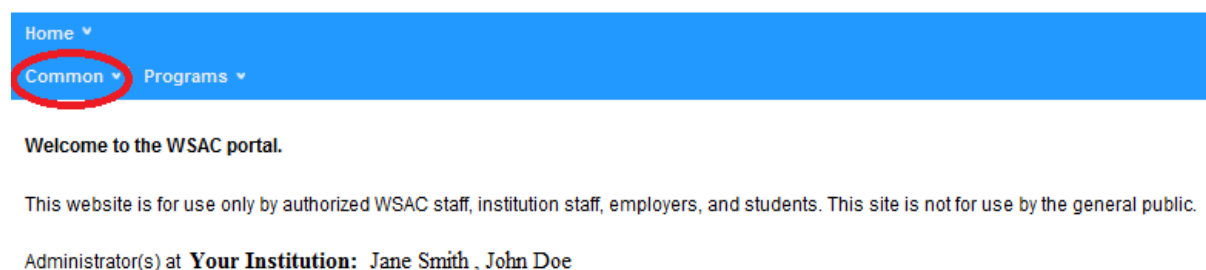 Home
Common Programs
Welcome to the WSAC portal.
This website is for use only by authorized WSAC staff, institution staff, employers, and students. This site is not for use by the general public.
Administrator(s) at Your Institution: Jane Smith , John Doe